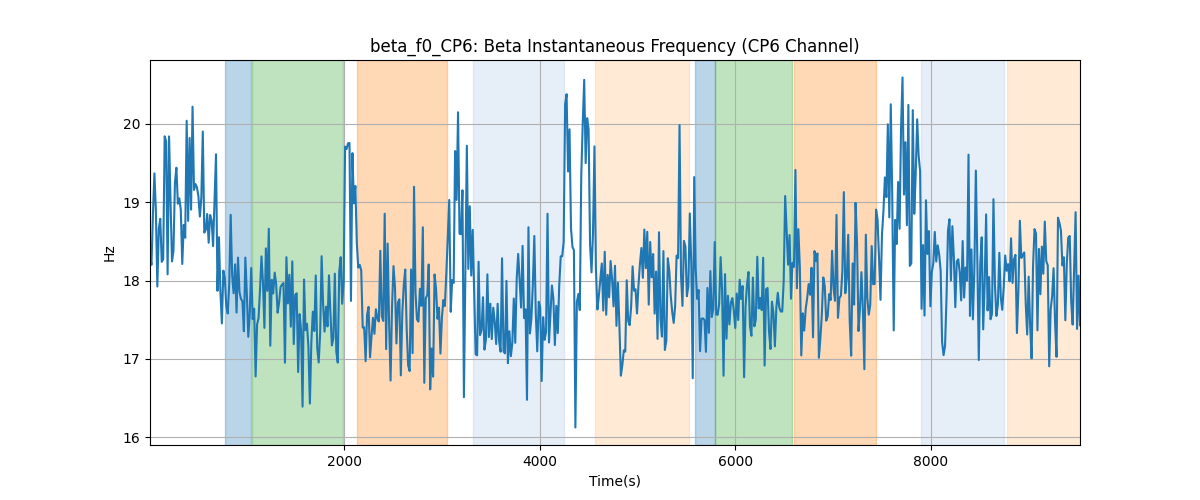 beta_f0_CP6: Beta Instantaneous Frequency (CP6 Channel)
Hz
20
19
18
17
16
2000 4000 6000 8000
Time(s)